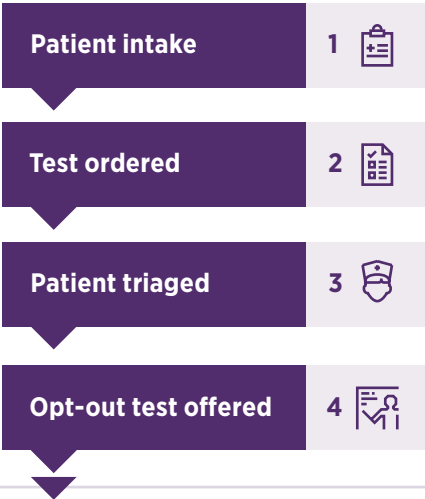 Patient intake 1
Test ordered 2
Patient triaged 3
Opt-out test offered 4